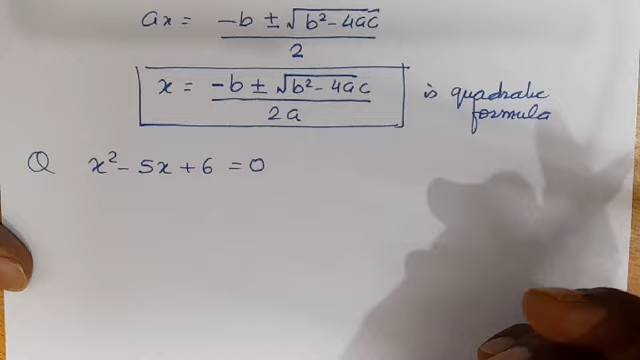 ax = -b ± √b² - 4ac / 2
x = -b ± √b² - 4ac / 2a is quadratic formula
Q x² - 5x + 6 = 0